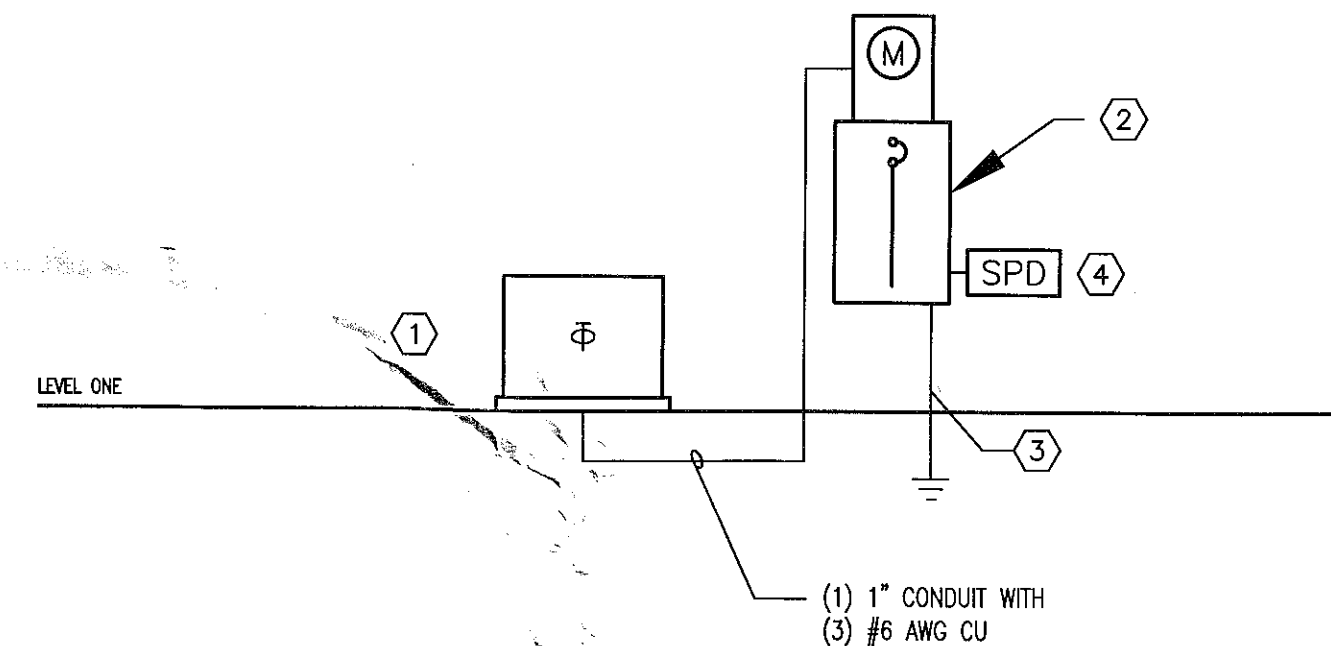 M
2
SPD 4
1
Φ
LEVEL ONE
3
(1) 1" CONDUIT WITH
(3) #6 AWG CU